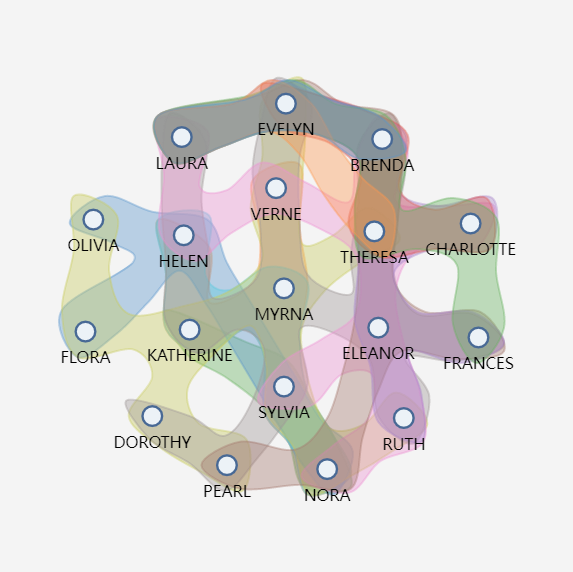 EVELYN
LAURA
BRENDA
VERNE
OLIVIA
HELEN
THERESA
CHARLOTTE
MYRNA
FLORA
KATHERINE
ELEANOR
FRANCES
SYLVIA
DOROTHY
RUTH
PEARL
NORA